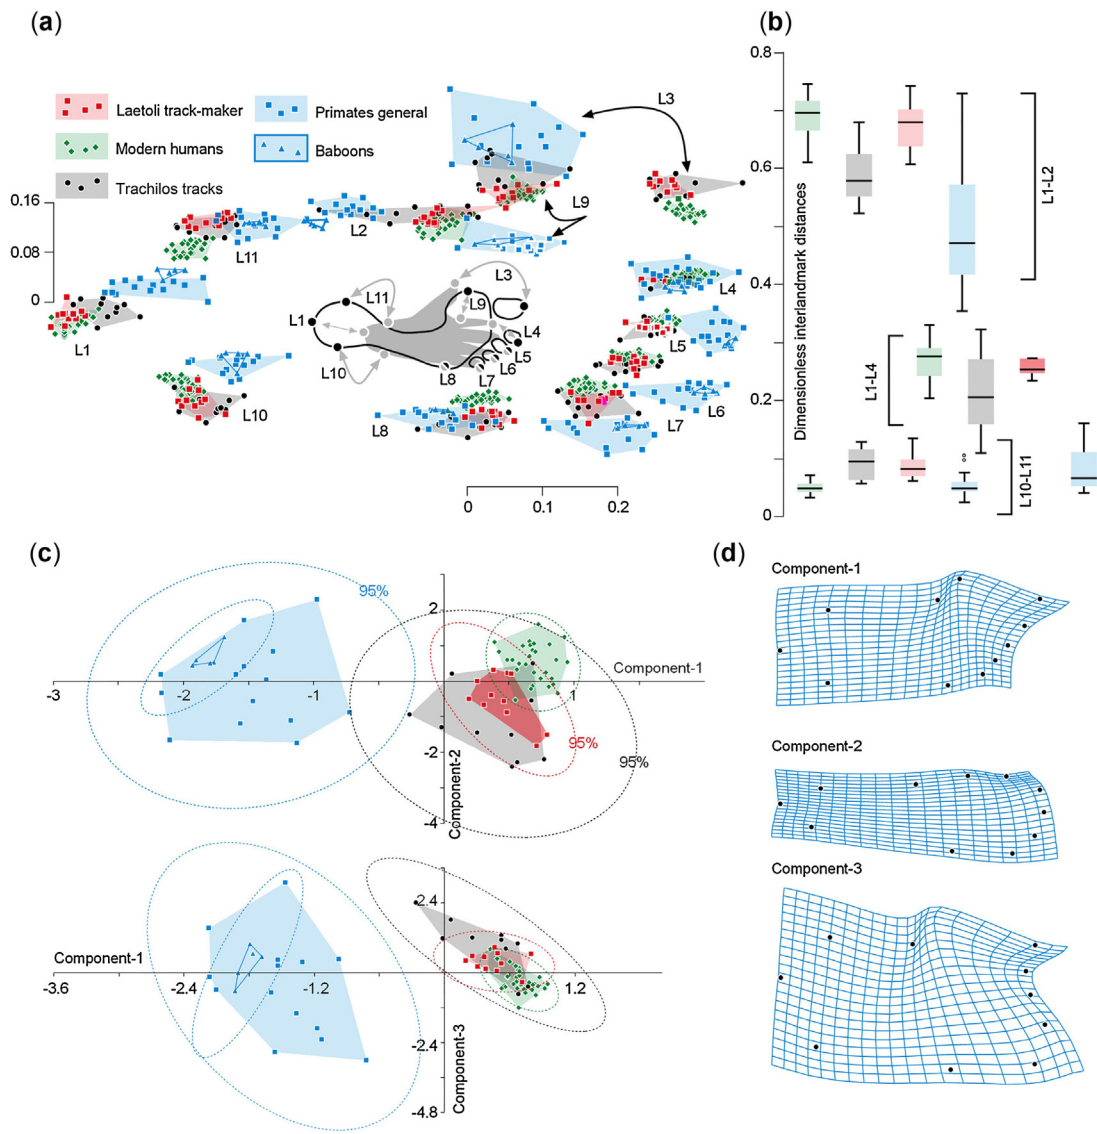 (a)
(b)
Laetoli track-maker
Primates general
Modern humans
Baboons
Trachilos tracks
0.16
0.08
0
L3
L9
L2
L11
L4
L1
L5
L10
L6
L7
L8
L11
L3
L9
L1
L4
L5
L6
L10
L8
L7
0
0.1
0.2
Dimensionless interlandmark distances
0.8
0.6
0.4
0.2
0
L1-L2
L1-L4
L10-L11
(c)
95%
2
Component-1
-3
-2
-1
1
95%
95%
-2
-4
Component-2
2.4
Component-1
-3.6
-2.4
-1.2
1.2
-2.4
-4.8
Component-3
(d)
Component-1
Component-2
Component-3